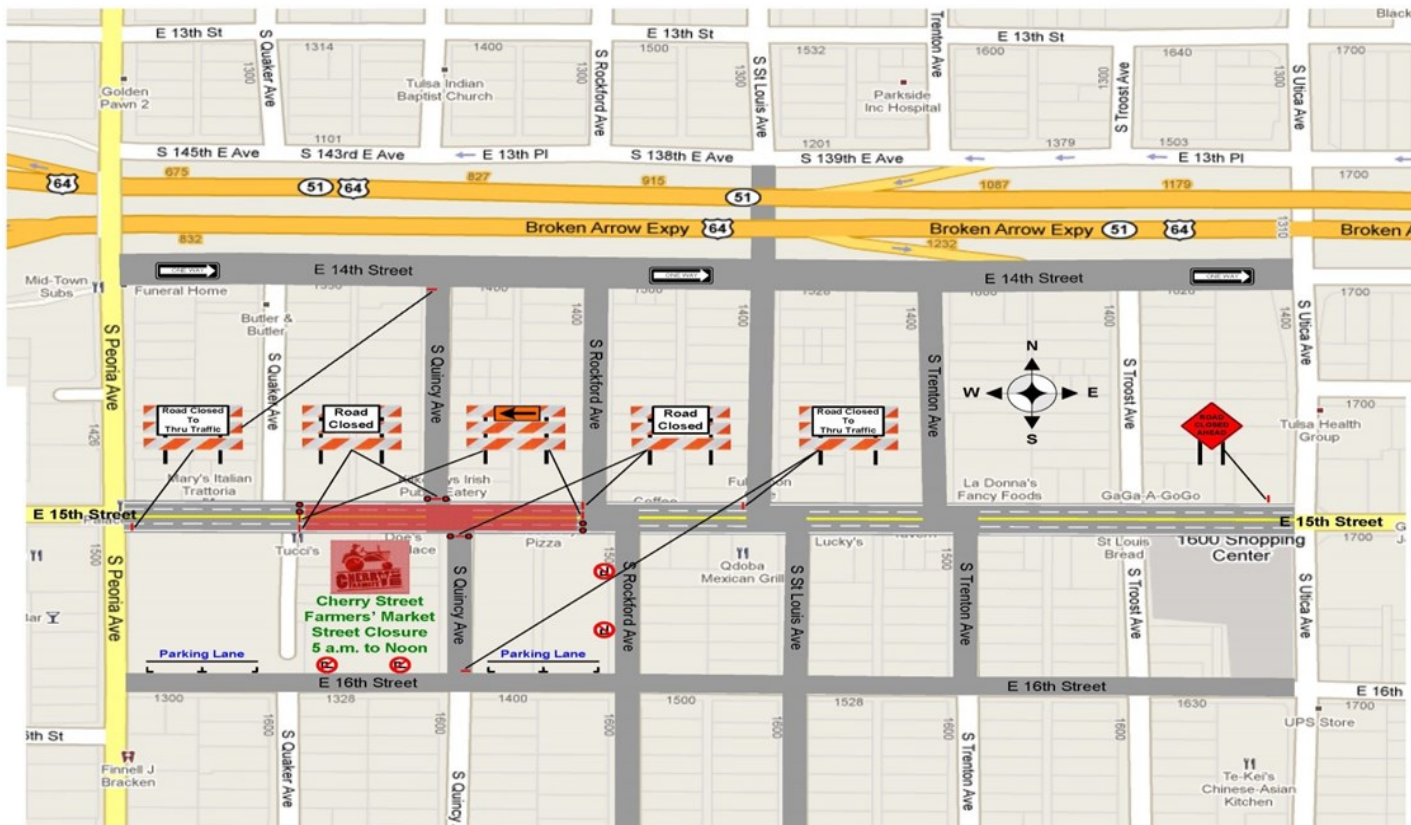 E 13th St
1314
1400
E 13th St
1500
1532
Trenton Ave
1600
E 13th St
1640
1700
Black
S Quaker Ave
1300
S Rockford Ave
1300
S St Louis Ave
1300
S Troost Ave
1300
S Utica Ave
Golden
Pawn 2
Tulsa Indian
Baptist Church
Parkside
Inc Hospital
1101
1201
1379
1503
S 145th E Ave
S 143rd E Ave
E 13th Pl
S 138th E Ave
S 139th E Ave
E 13th Pl
1700
64
675
51
64
827
915
51
1087
1179
832
Broken Arrow Expy
64
1232
Broken Arrow Expy
51
64
1310
Broken A
Mid-Town
Subs
ONE WAY
E 14th Street
ONE WAY
E 14th Street
ONE WAY
Funeral Home
1700
Butler &
Butler
S Peoria Ave
1420
S Quaker Ave
S Quincy Ave
1400
S Rockford Ave
1400
1400
S Trenton Ave
1400
S Troost Ave
1400
S Utica Ave
N
W
E
S
Road Closed
To
Thru Traffic
Road
Closed
Road
Closed
Road Closed
To
Thru Traffic
ROAD
CLOSED
AHEAD
1700
Tulsa Health
Group
Mary's Italian
Trattoria
La Donna's
Fancy Foods
GaGa-A-GoGo
E 15th Street
E 15th Street
1700
Tucci's
Pizza
Lucky's
St Louis
Bread
1600 Shopping
Center
1500
S Peoria Ave
Qdoba
Mexican Grill
CHERRY
Cherry Street
Farmers' Market
Street Closure
5 a.m. to Noon
S Quincy Ave
S Rockford Ave
S St Louis Ave
1500
S Trenton Ave
S Troost Ave
S Utica Ave
Parking Lane
Parking Lane
E 16th Street
E 16th Street
E 16th
1300
1328
1400
1500
1528
1630
1700
1600
S Quaker Ave
1600
S Quincy
1600
1600
S Trenton Ave
1600
UPS Store
Finnell J
Bracken
Te-Kei's
Chinese-Asian
Kitchen